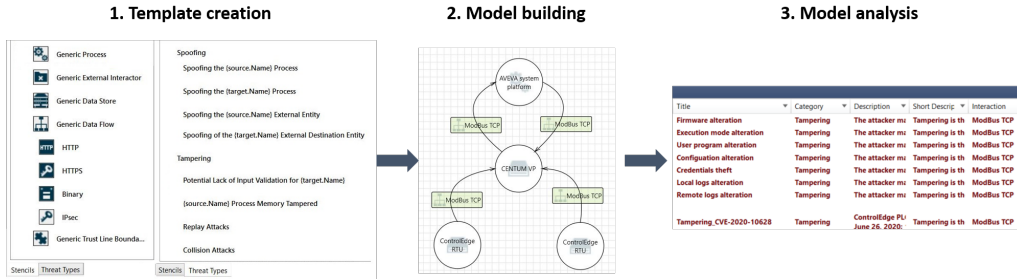 1. Template creation
2. Model building
3. Model analysis
Generic Process
Generic External Interactor
Generic Data Store
Generic Data Flow
HTTP
HTTP
HTTPS
Binary
IPsec
Generic Trust Line Bounda...
Stencils
Threat Types
Spoofing
Spoofing the {source.Name} Process
Spoofing the {target.Name} Process
Spoofing the {source.Name} External Entity
Spoofing of the {target.Name} External Destination Entity
Tampering
Potential Lack of Input Validation for {target.Name}
{source.Name} Process Memory Tampered
Replay Attacks
Collision Attacks
Stencils
Threat Types
AVEVA system
platform
ModBus TCP
ModBus TCP
CENTUM VP
ModBus TCP
ModBus TCP
ControlEdge
RTU
ControlEdge
RTU
Title Category Description Short Descrip Interaction
Firmware alteration Tampering The attacker ma Tampering is th ModBus TCP
Execution mode alteration Tampering The attacker ma Tampering is th ModBus TCP
User program alteration Tampering The attacker ma Tampering is th ModBus TCP
Configuation alteration Tampering The attacker ma Tampering is th ModBus TCP
Credentials theft Tampering The attacker ma Tampering is th ModBus TCP
Local logs alteration Tampering The attacker ma Tampering is th ModBus TCP
Remote logs alteration Tampering The attacker ma Tampering is th ModBus TCP
Tampering_CVE-2020-10628 Tampering ControlEdge PL Tampering is th ModBus TCP
June 26, 2020: